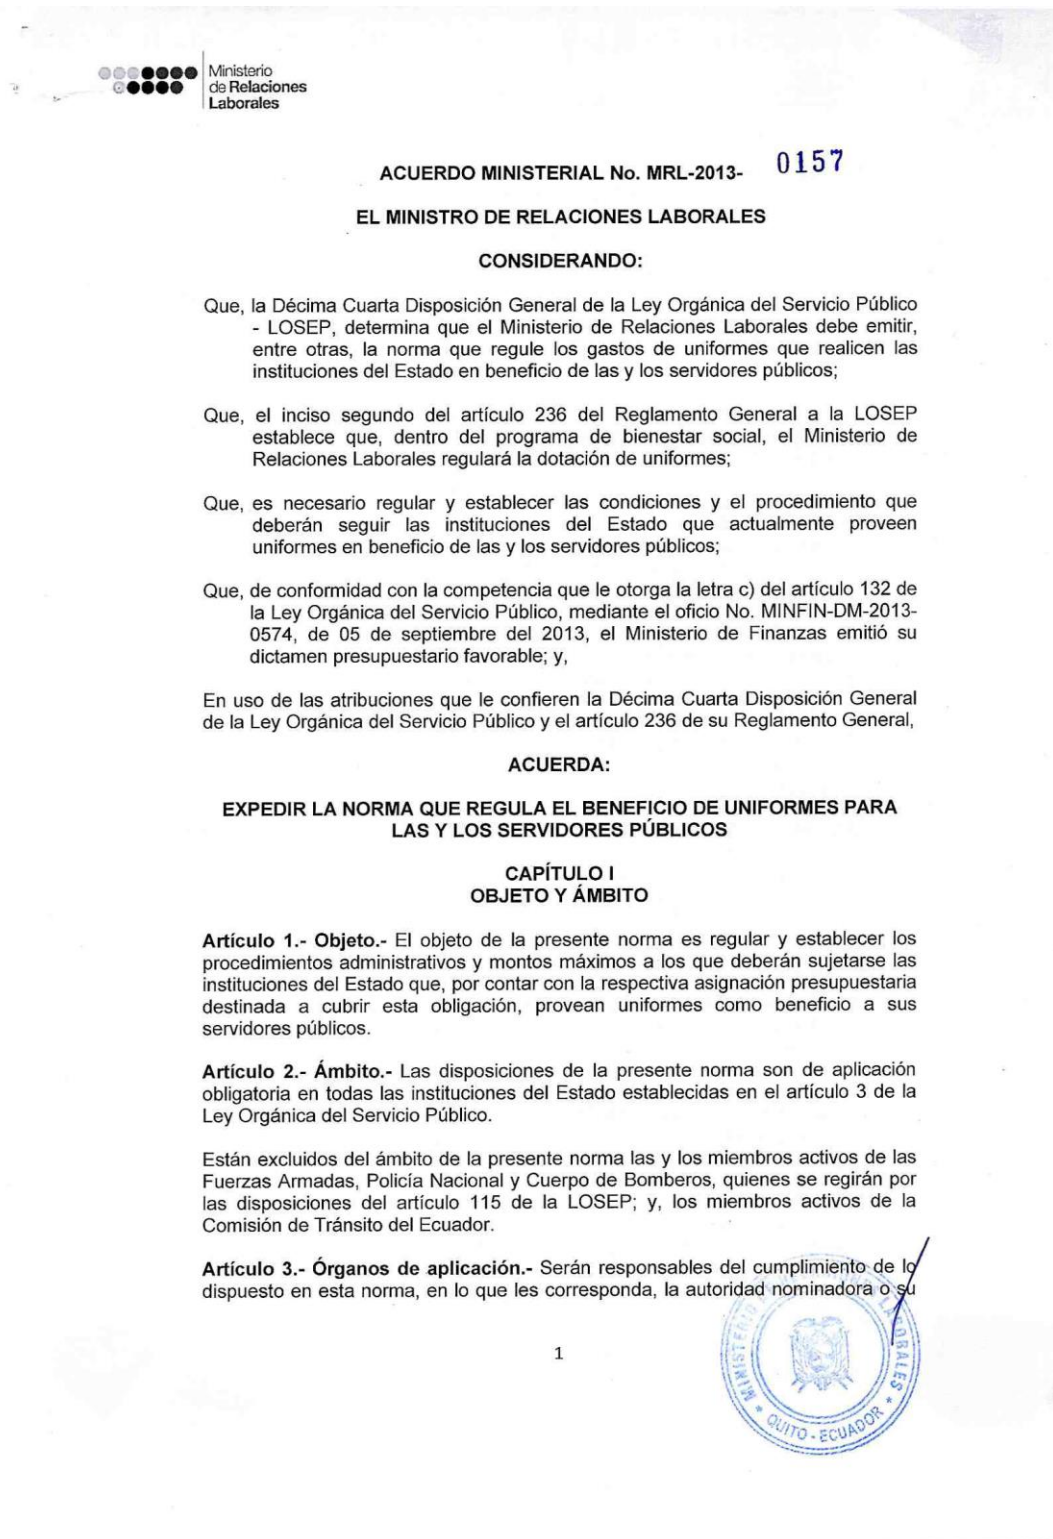 Ministerio
de Relaciones
Laborales
ACUERDO MINISTERIAL No. MRL-2013- 0157
EL MINISTRO DE RELACIONES LABORALES
CONSIDERANDO:
Que, la Décima Cuarta Disposición General de la Ley Orgánica del Servicio Público
- LOSEP, determina que el Ministerio de Relaciones Laborales debe emitir,
entre otras, la norma que regule los gastos de uniformes que realicen las
instituciones del Estado en beneficio de las y los servidores públicos;
Que, el inciso segundo del artículo 236 del Reglamento General a la LOSEP
establece que, dentro del programa de bienestar social, el Ministerio de
Relaciones Laborales regulará la dotación de uniformes;
Que, es necesario regular y establecer las condiciones y el procedimiento que
deberán seguir las instituciones del Estado que actualmente proveen
uniformes en beneficio de las y los servidores públicos;
Que, de conformidad con la competencia que le otorga la letra c) del artículo 132 de
la Ley Orgánica del Servicio Público, mediante el oficio No. MINFIN-DM-2013-
0574, de 05 de septiembre del 2013, el Ministerio de Finanzas emitió su
dictamen presupuestario favorable; y,
En uso de las atribuciones que le confieren la Décima Cuarta Disposición General
de la Ley Orgánica del Servicio Público y el artículo 236 de su Reglamento General,
ACUERDA:
EXPEDIR LA NORMA QUE REGULA EL BENEFICIO DE UNIFORMES PARA
LAS Y LOS SERVIDORES PÚBLICOS
CAPÍTULO I
OBJETO Y ÁMBITO
Artículo 1.- Objeto.- El objeto de la presente norma es regular y establecer los
procedimientos administrativos y montos máximos a los que deberán sujetarse las
instituciones del Estado que, por contar con la respectiva asignación presupuestaria
destinada a cubrir esta obligación, provean uniformes como beneficio a sus
servidores públicos.
Artículo 2.- Ámbito.- Las disposiciones de la presente norma son de aplicación
obligatoria en todas las instituciones del Estado establecidas en el artículo 3 de la
Ley Orgánica del Servicio Público.
Están excluidos del ámbito de la presente norma las y los miembros activos de las
Fuerzas Armadas, Policía Nacional y Cuerpo de Bomberos, quienes se regirán por
las disposiciones del artículo 115 de la LOSEP; y, los miembros activos de la
Comisión de Tránsito del Ecuador.
Artículo 3.- Órganos de aplicación.- Serán responsables del cumplimiento de lo
dispuesto en esta norma, en lo que les corresponda, la autoridad nominadora o su
1
MINISTERIO DE RELACIONES LABORALES
QUITO - ECUADOR